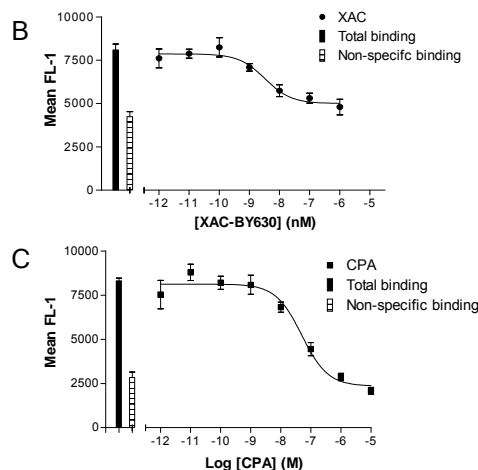 B
XAC
Total binding
Non-specifc binding
Mean FL-1
10000
7500
5000
2500
0
-12 -11 -10 -9 -8 -7 -6 -5
[XAC-BY630] (nM)
C
CPA
Total binding
Non-specific binding
Mean FL-1
10000
7500
5000
2500
0
-12 -11 -10 -9 -8 -7 -6 -5
Log [CPA] (M)